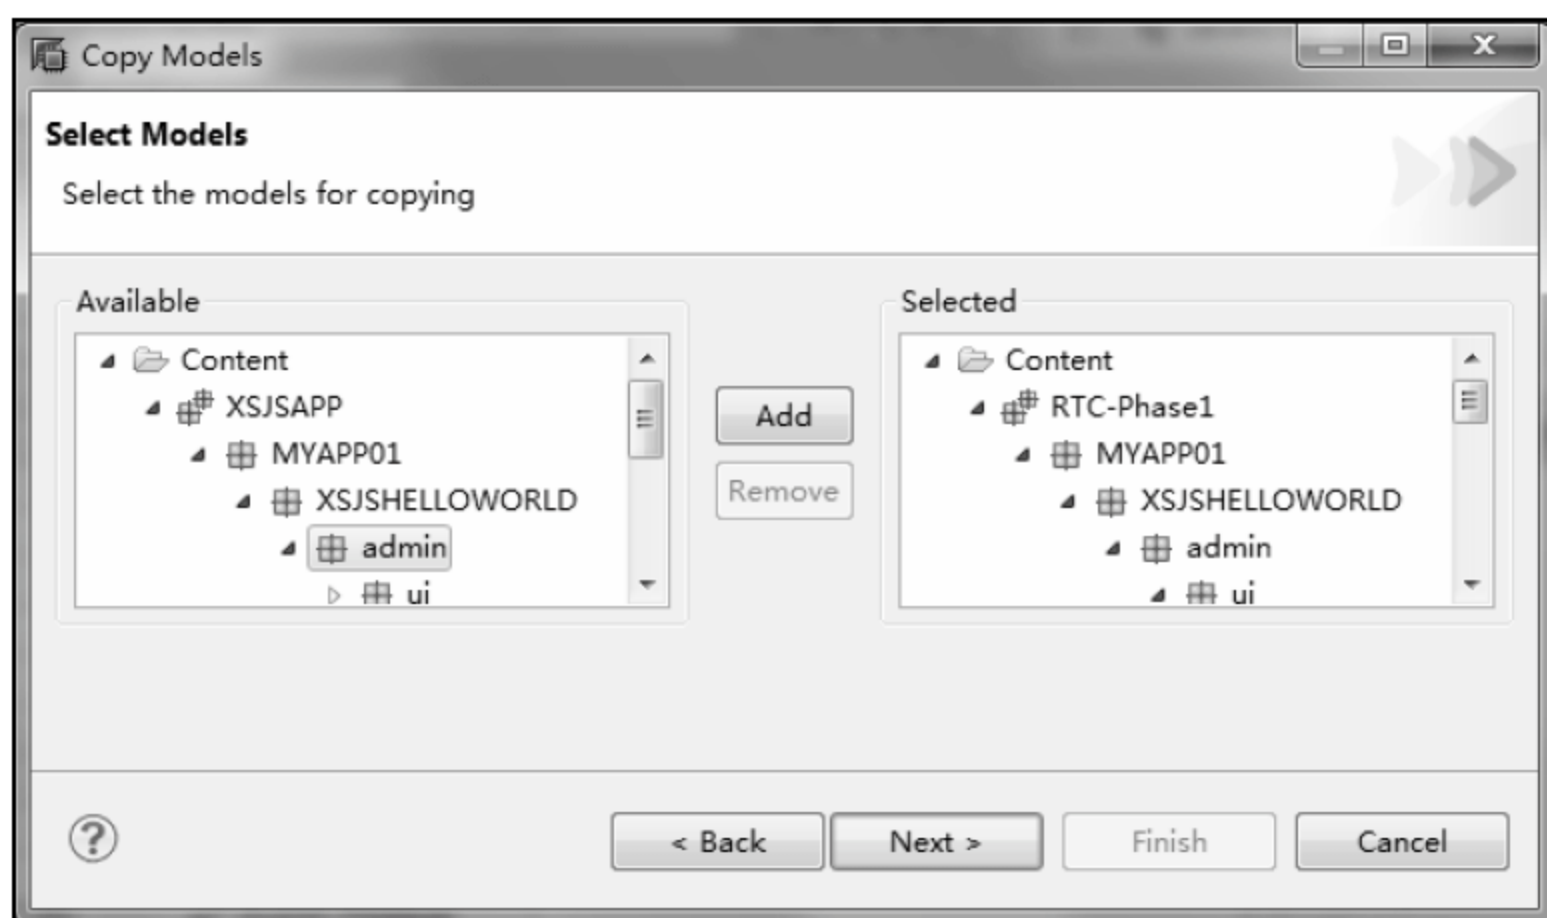 Copy Models
Select Models
Select the models for copying
Available
Content
XSJSAPP
MYAPP01
XSJSHELLOWORLD
admin
ui
Add
Remove
Selected
Content
RTC-Phase1
MYAPP01
XSJSHELLOWORLD
admin
ui
?
< Back
Next >
Finish
Cancel